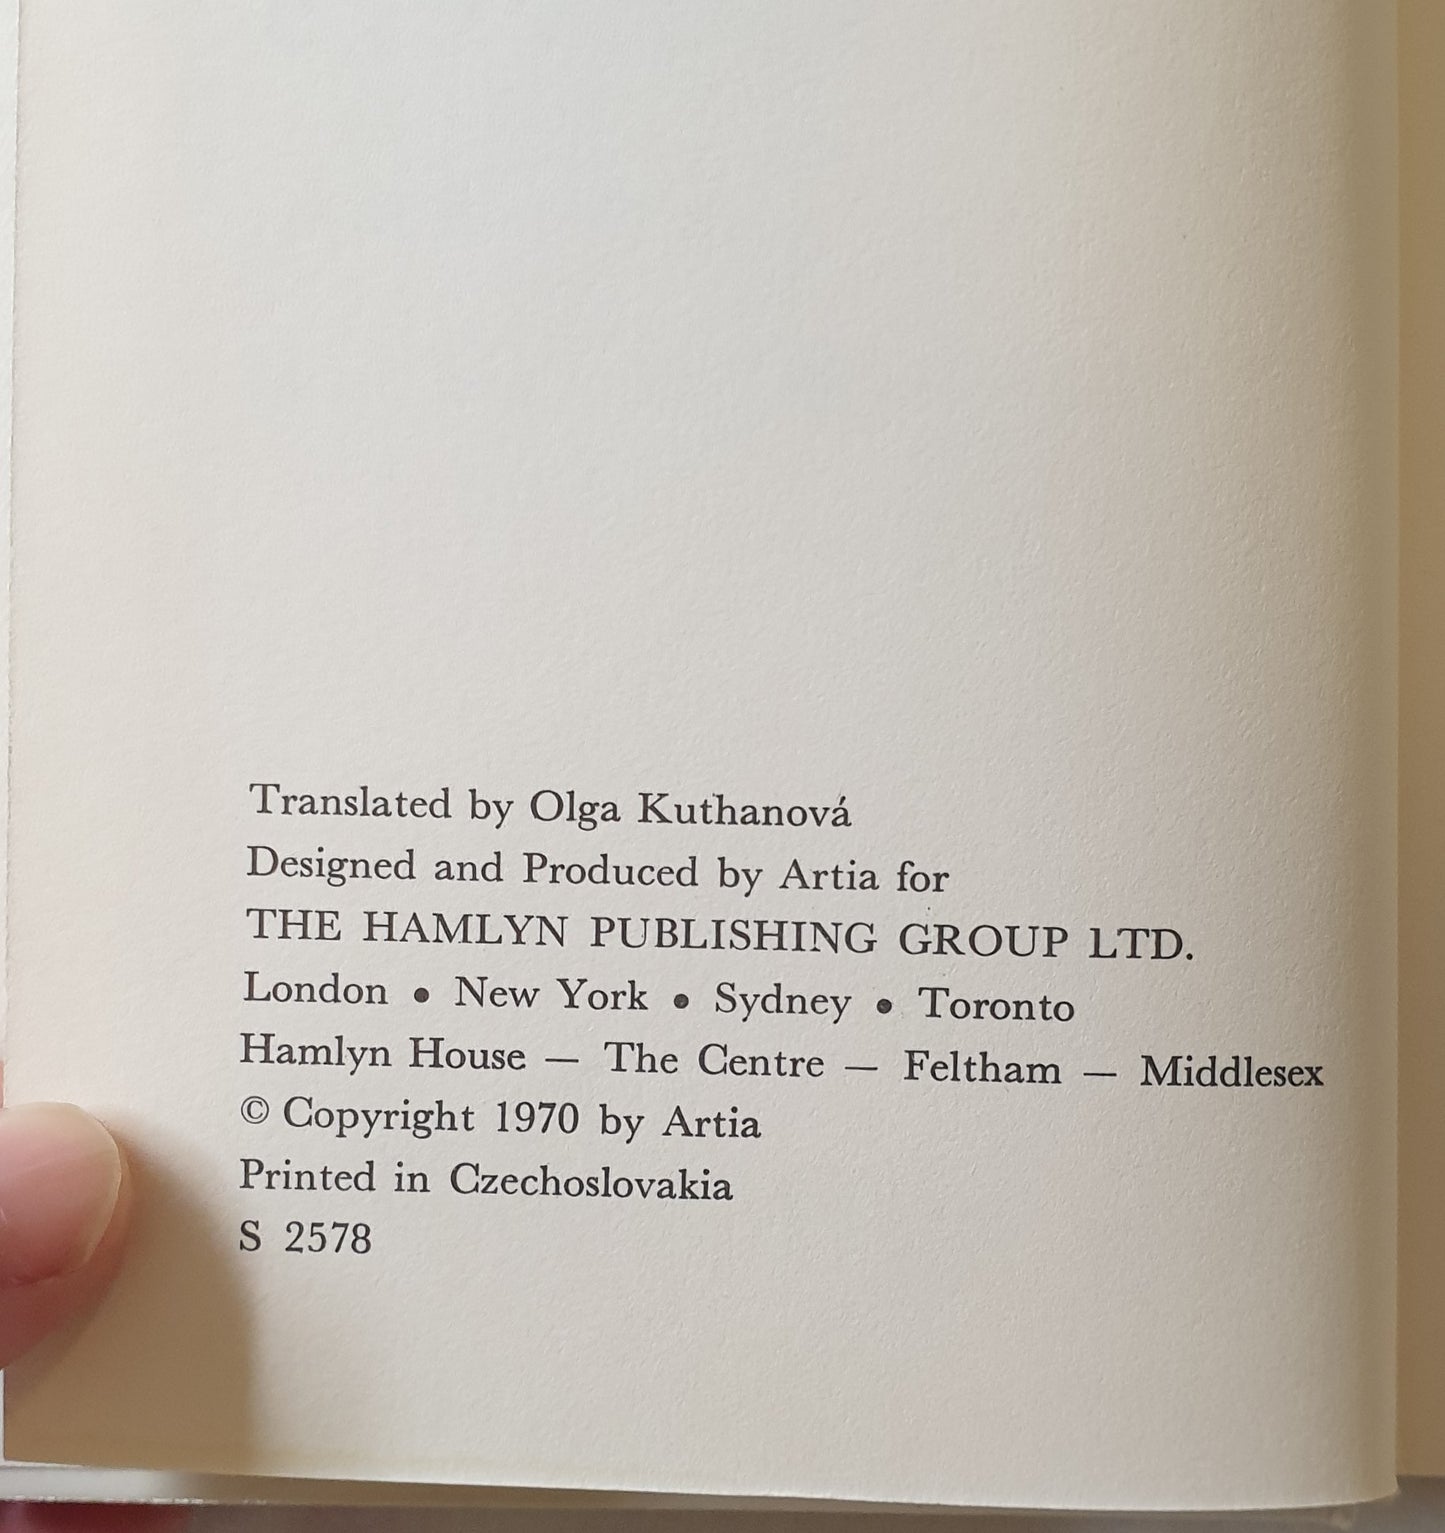 Translated by Olga Kuthanová
Designed and Produced by Artia for
THE HAMLYN PUBLISHING GROUP LTD.
London • New York • Sydney • Toronto
Hamlyn House — The Centre — Feltham — Middlesex
© Copyright 1970 by Artia
Printed in Czechoslovakia
S 2578